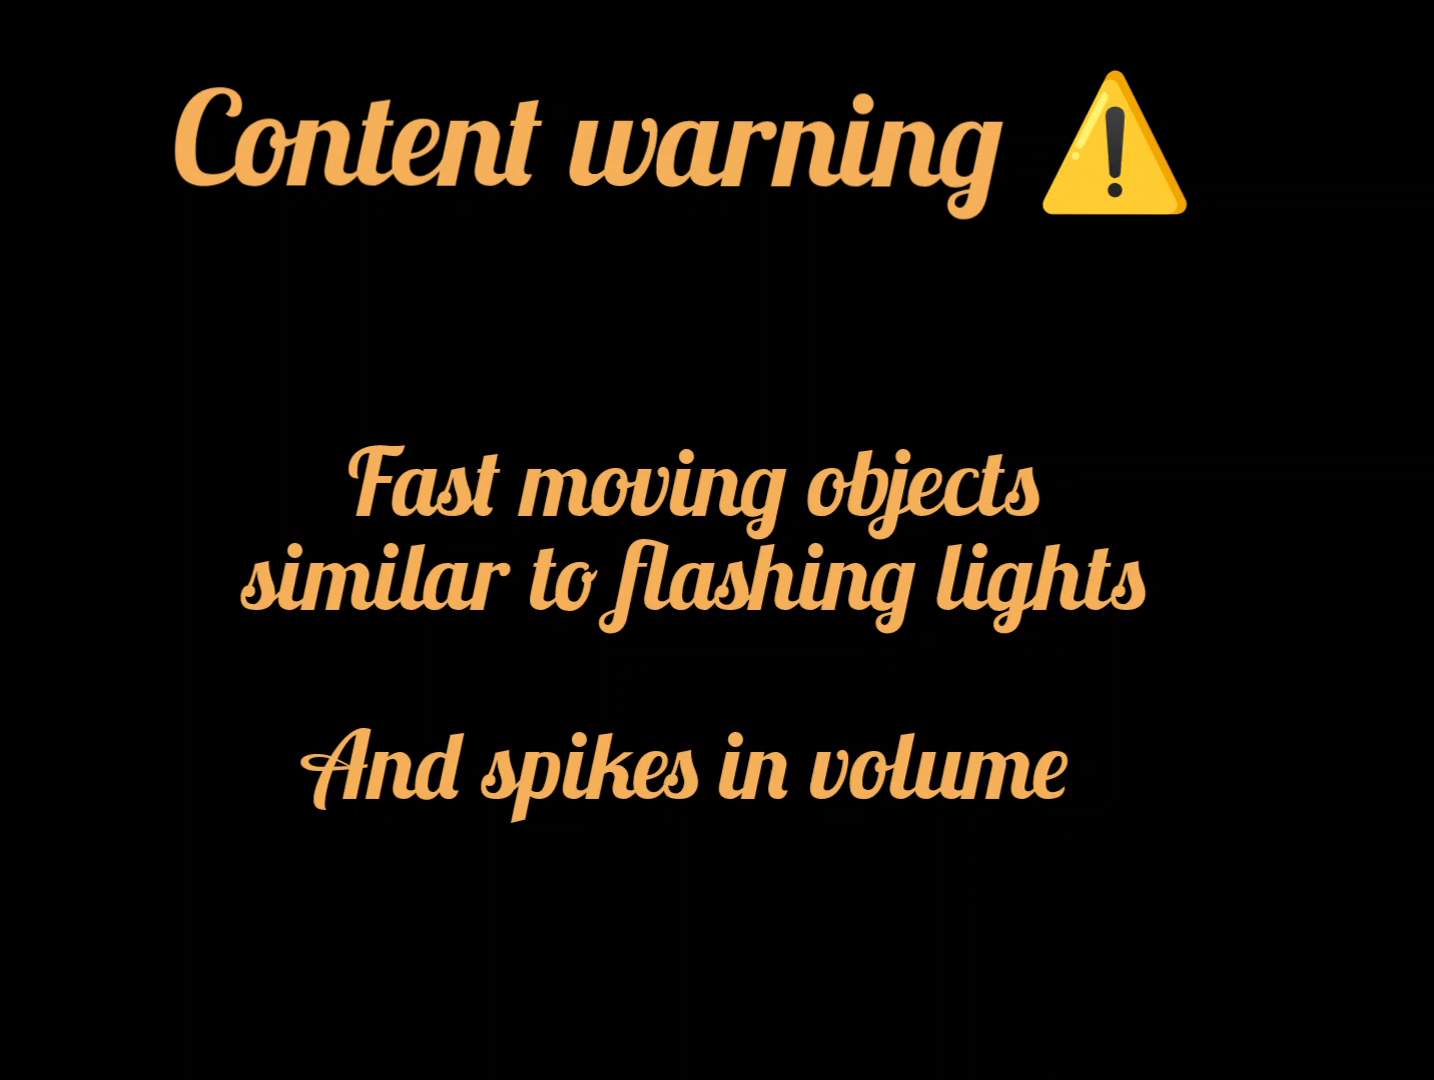 Content warning ⚠️
Fast moving objects
similar to flashing lights
And spikes in volume